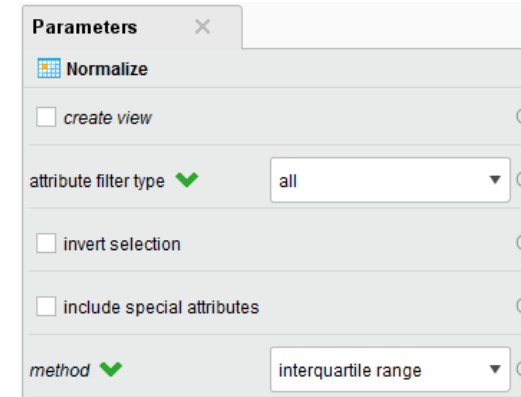 Parameters
Normalize
create view
attribute filter type all
invert selection
include special attributes
method interquartile range